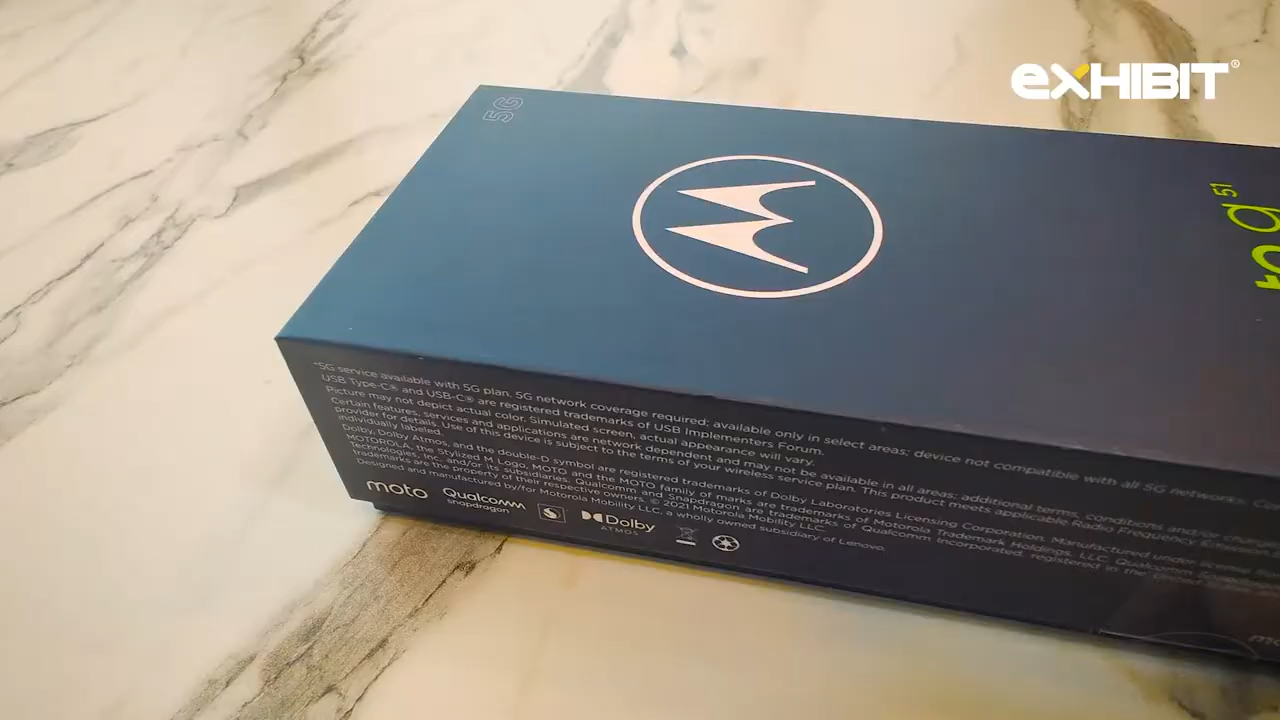 EXHIBIT®
5G
g51
*5G service available with 5G plan. 5G network coverage required; available only in select areas; device not compatible with all 5G networks.
USB Type-C® and USB-C® are registered trademarks of USB Implementers Forum.
Picture may not depict actual color. Simulated screen, actual appearance will vary.
Certain features, services and applications are network dependent and may not be available in all areas; additional terms, conditions and/or
provider for details. Use of this device is subject to the terms of your wireless service plan. This product meets applicable Radio Frequency
individually labeled.
Dolby, Dolby Atmos, and the double-D symbol are registered trademarks of Dolby Laboratories Licensing Corporation. Manufactured under license
MOTOROLA, the Stylized M Logo, MOTO and the MOTO family of marks are trademarks of Motorola Trademark Holdings, LLC. Qualcomm
Technologies, Inc. and/or its subsidiaries. Qualcomm and Snapdragon are trademarks of Qualcomm Incorporated, registered in the
trademarks are the property of their respective owners. © 2021 Motorola Mobility LLC.
Designed and manufactured by/for Motorola Mobility LLC, a wholly owned subsidiary of Lenovo.
moto
Qualcomm
snapdragon
Dolby
ATMOS